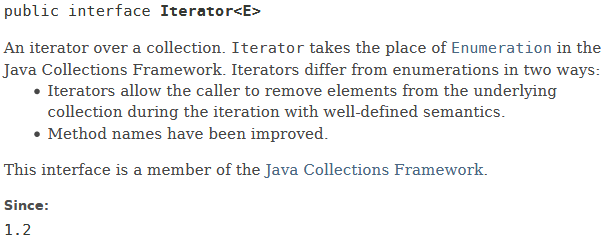 public interface Iterator<E>
An iterator over a collection. Iterator takes the place of Enumeration in the
Java Collections Framework. Iterators differ from enumerations in two ways:
• Iterators allow the caller to remove elements from the underlying
collection during the iteration with well-defined semantics.
• Method names have been improved.
This interface is a member of the Java Collections Framework.
Since:
1.2